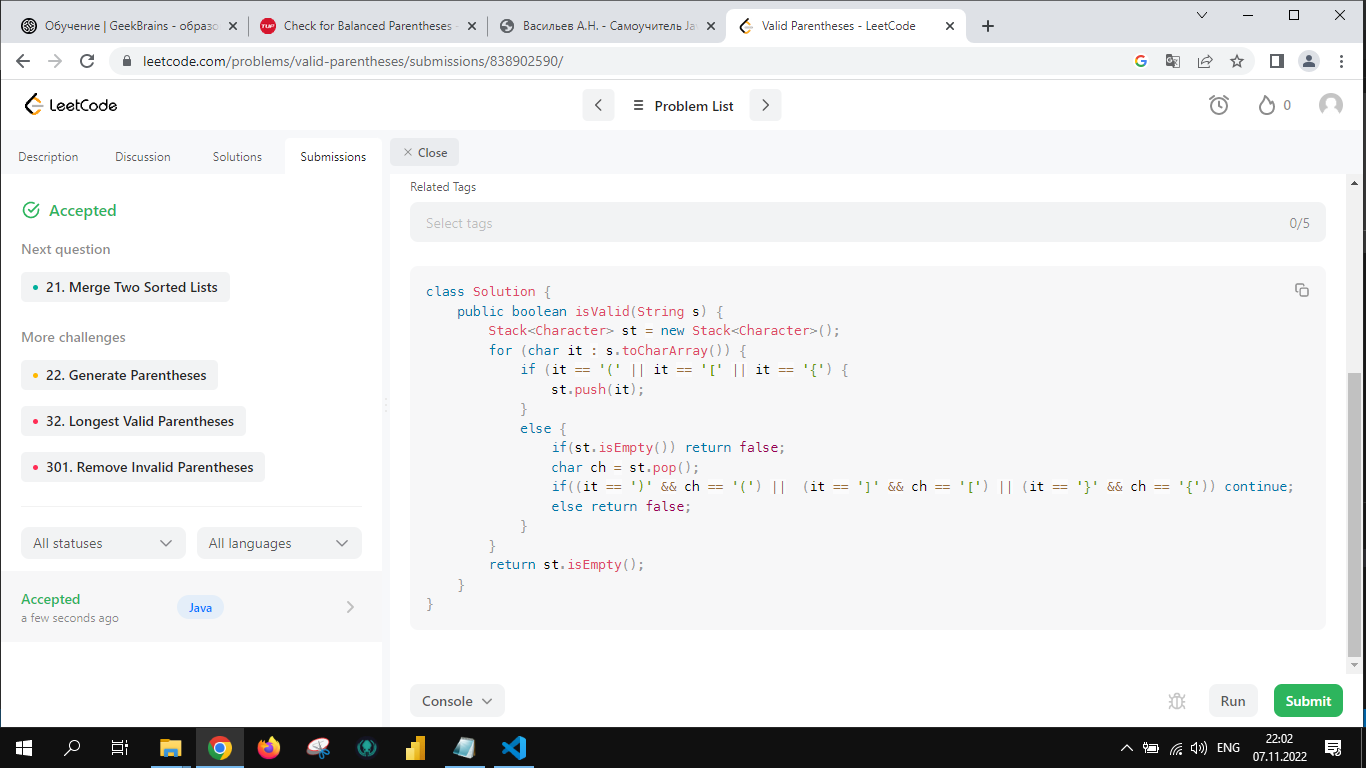 Обучение | GeekBrains - образо
Check for Balanced Parentheses -
Васильев А.Н. - Самоучитель Jav
Valid Parentheses - LeetCode
leetcode.com/problems/valid-parentheses/submissions/838902590/
LeetCode
Problem List
0
Description
Discussion
Solutions
Submissions
Close
Accepted
Next question
21. Merge Two Sorted Lists
More challenges
22. Generate Parentheses
32. Longest Valid Parentheses
301. Remove Invalid Parentheses
All statuses
All languages
Accepted
a few seconds ago
Java
Related Tags
Select tags
0/5
class Solution {
    public boolean isValid(String s) {
        Stack<Character> st = new Stack<Character>();
        for (char it : s.toCharArray()) {
            if (it == '(' || it == '[' || it == '{') {
                st.push(it);
            }
            else {
                if(st.isEmpty()) return false;
                char ch = st.pop();
                if((it == ')' && ch == '(') ||  (it == ']' && ch == '[') || (it == '}' && ch == '{')) continue;
                else return false;
            }
        }
        return st.isEmpty();
    }
}
Console
Run
Submit
ENG
22:02
07.11.2022